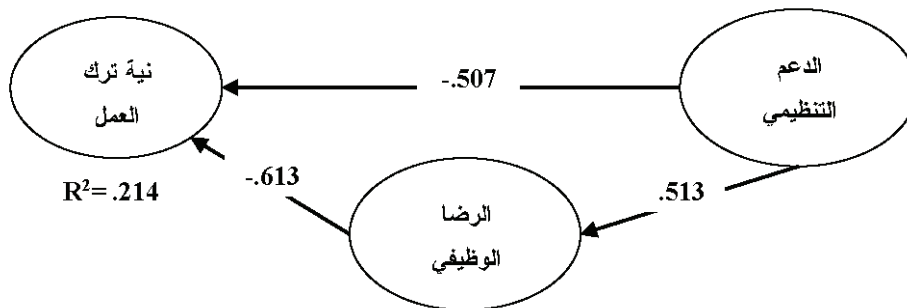 الدعم
التنظيمي
-.507
نية ترك
العمل
.513
-.613
R²= .214
الرضا
الوظيفي